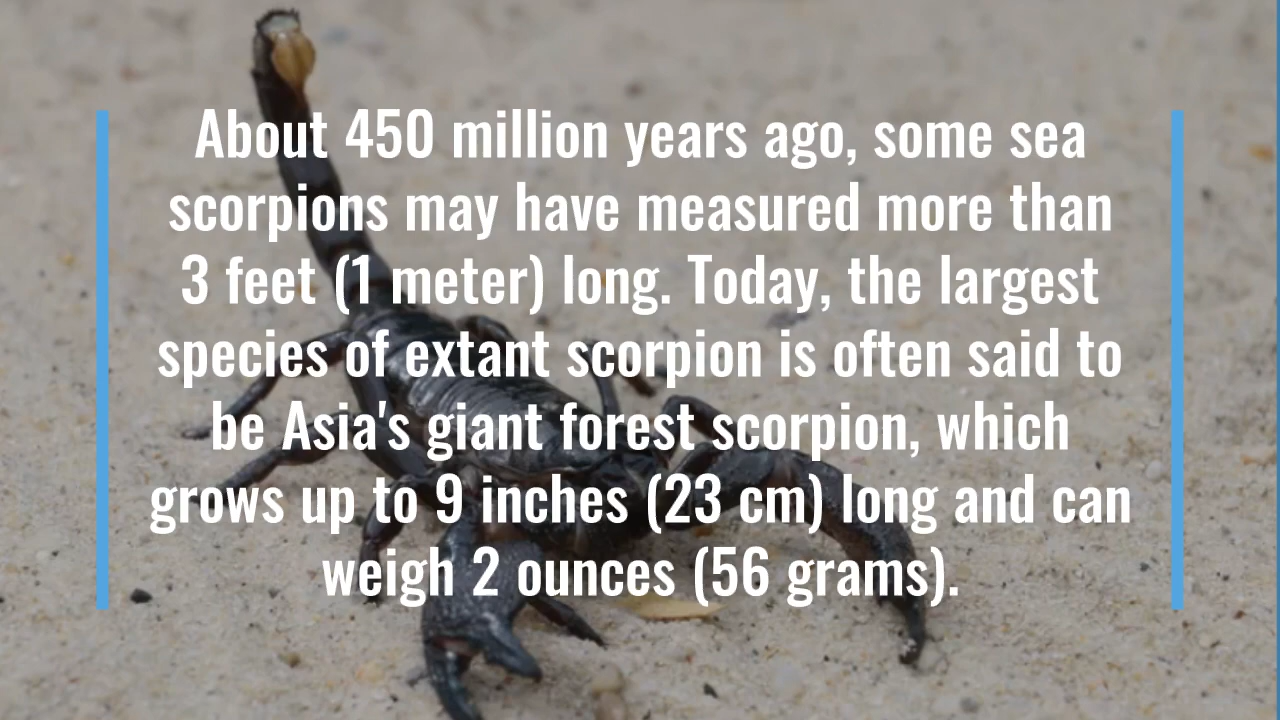 About 450 million years ago, some sea
scorpions may have measured more than
3 feet (1 meter) long. Today, the largest
species of extant scorpion is often said to
be Asia's giant forest scorpion, which
grows up to 9 inches (23 cm) long and can
weigh 2 ounces (56 grams).